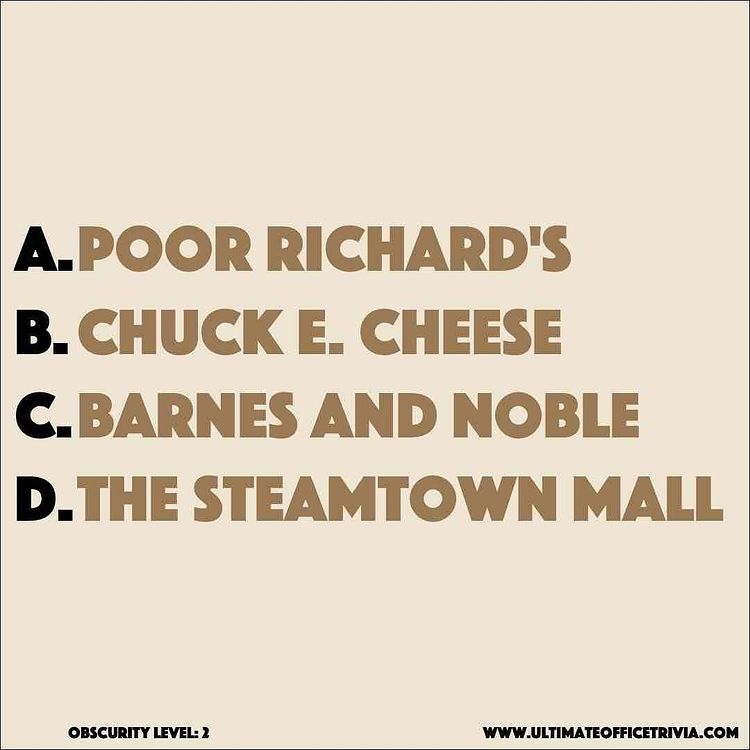 A. POOR RICHARD'S
B. CHUCK E. CHEESE
C. BARNES AND NOBLE
D. THE STEAMTOWN MALL
OBSCURITY LEVEL: 2 WWW.ULTIMATEOFFICETRIVIA.COM